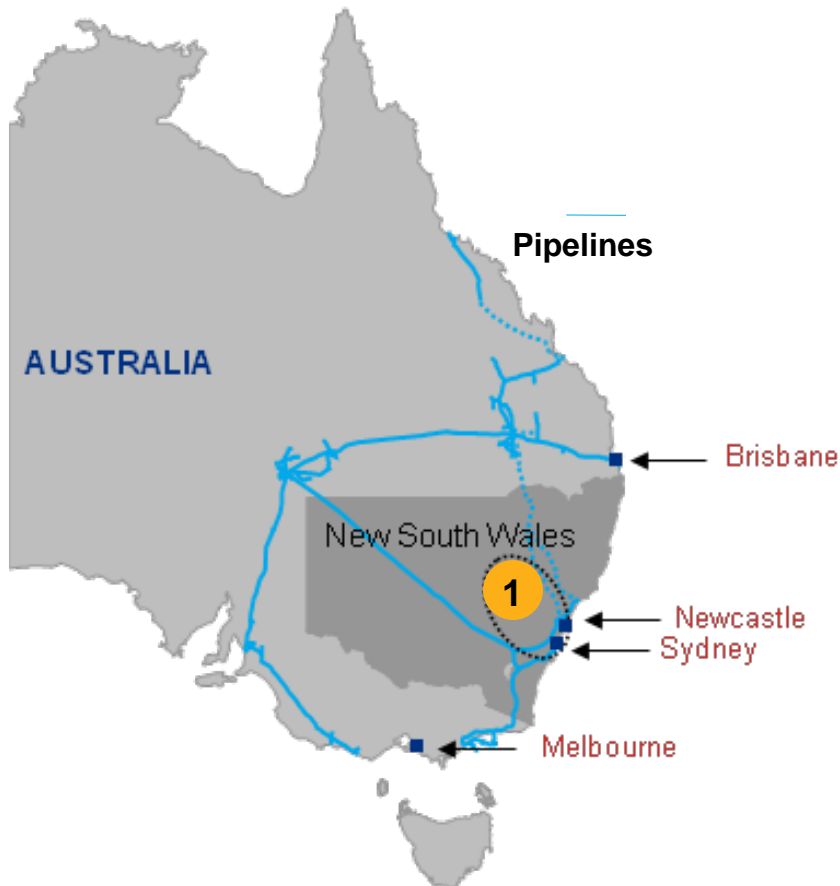 Pipelines
AUSTRALIA
Brisbane
New South Wales
1
Newcastle
Sydney
Melbourne